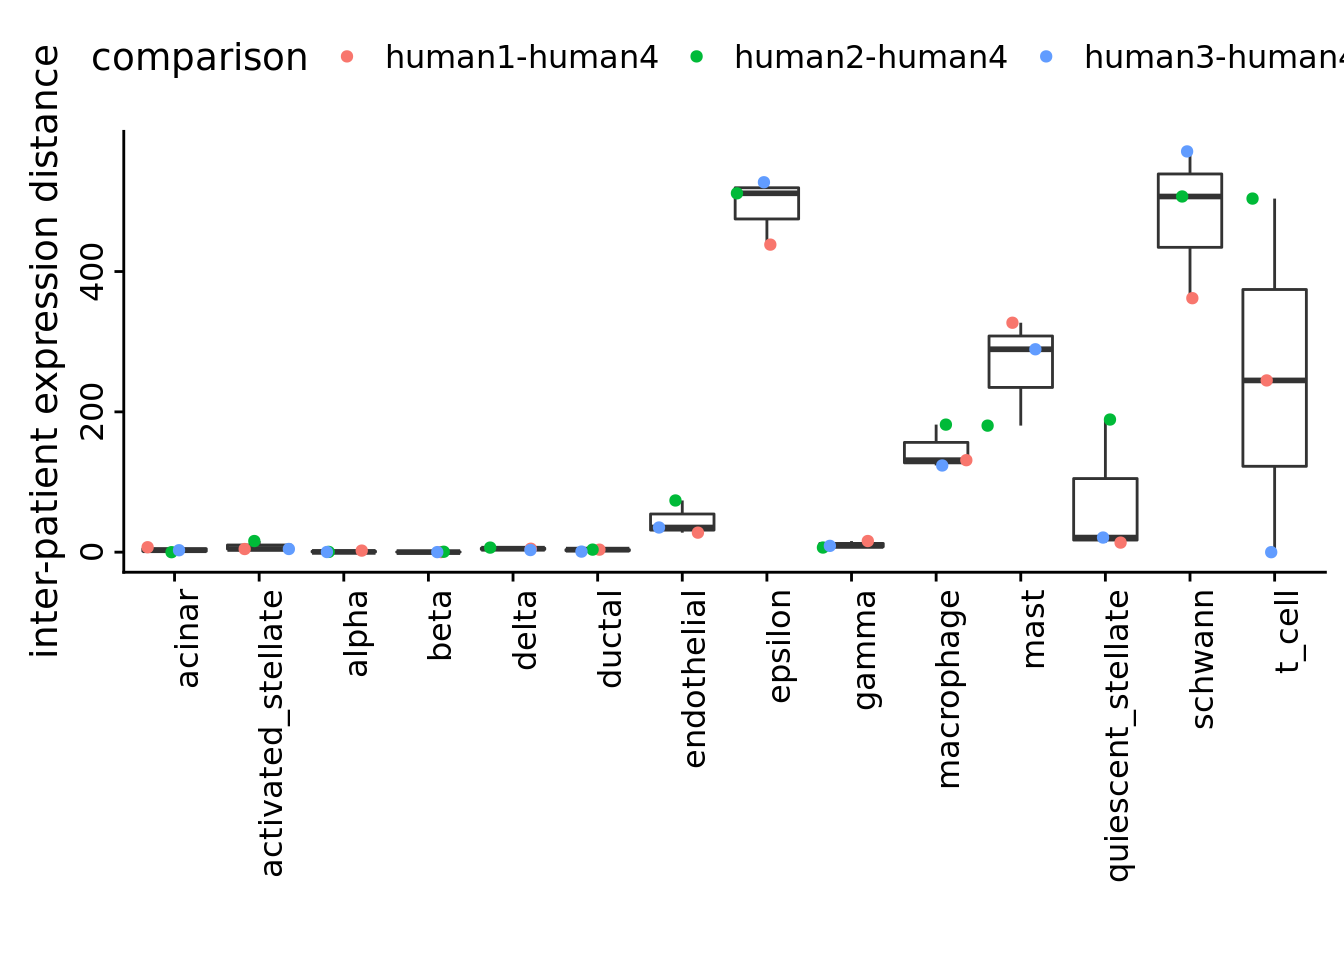 comparison human1-human4 human2-human4 human3-human4
inter-patient expression distance
400
200
0
acinar
activated_stellate
alpha
beta
delta
ductal
endothelial
epsilon
gamma
macrophage
mast
quiescent_stellate
schwann
t_cell